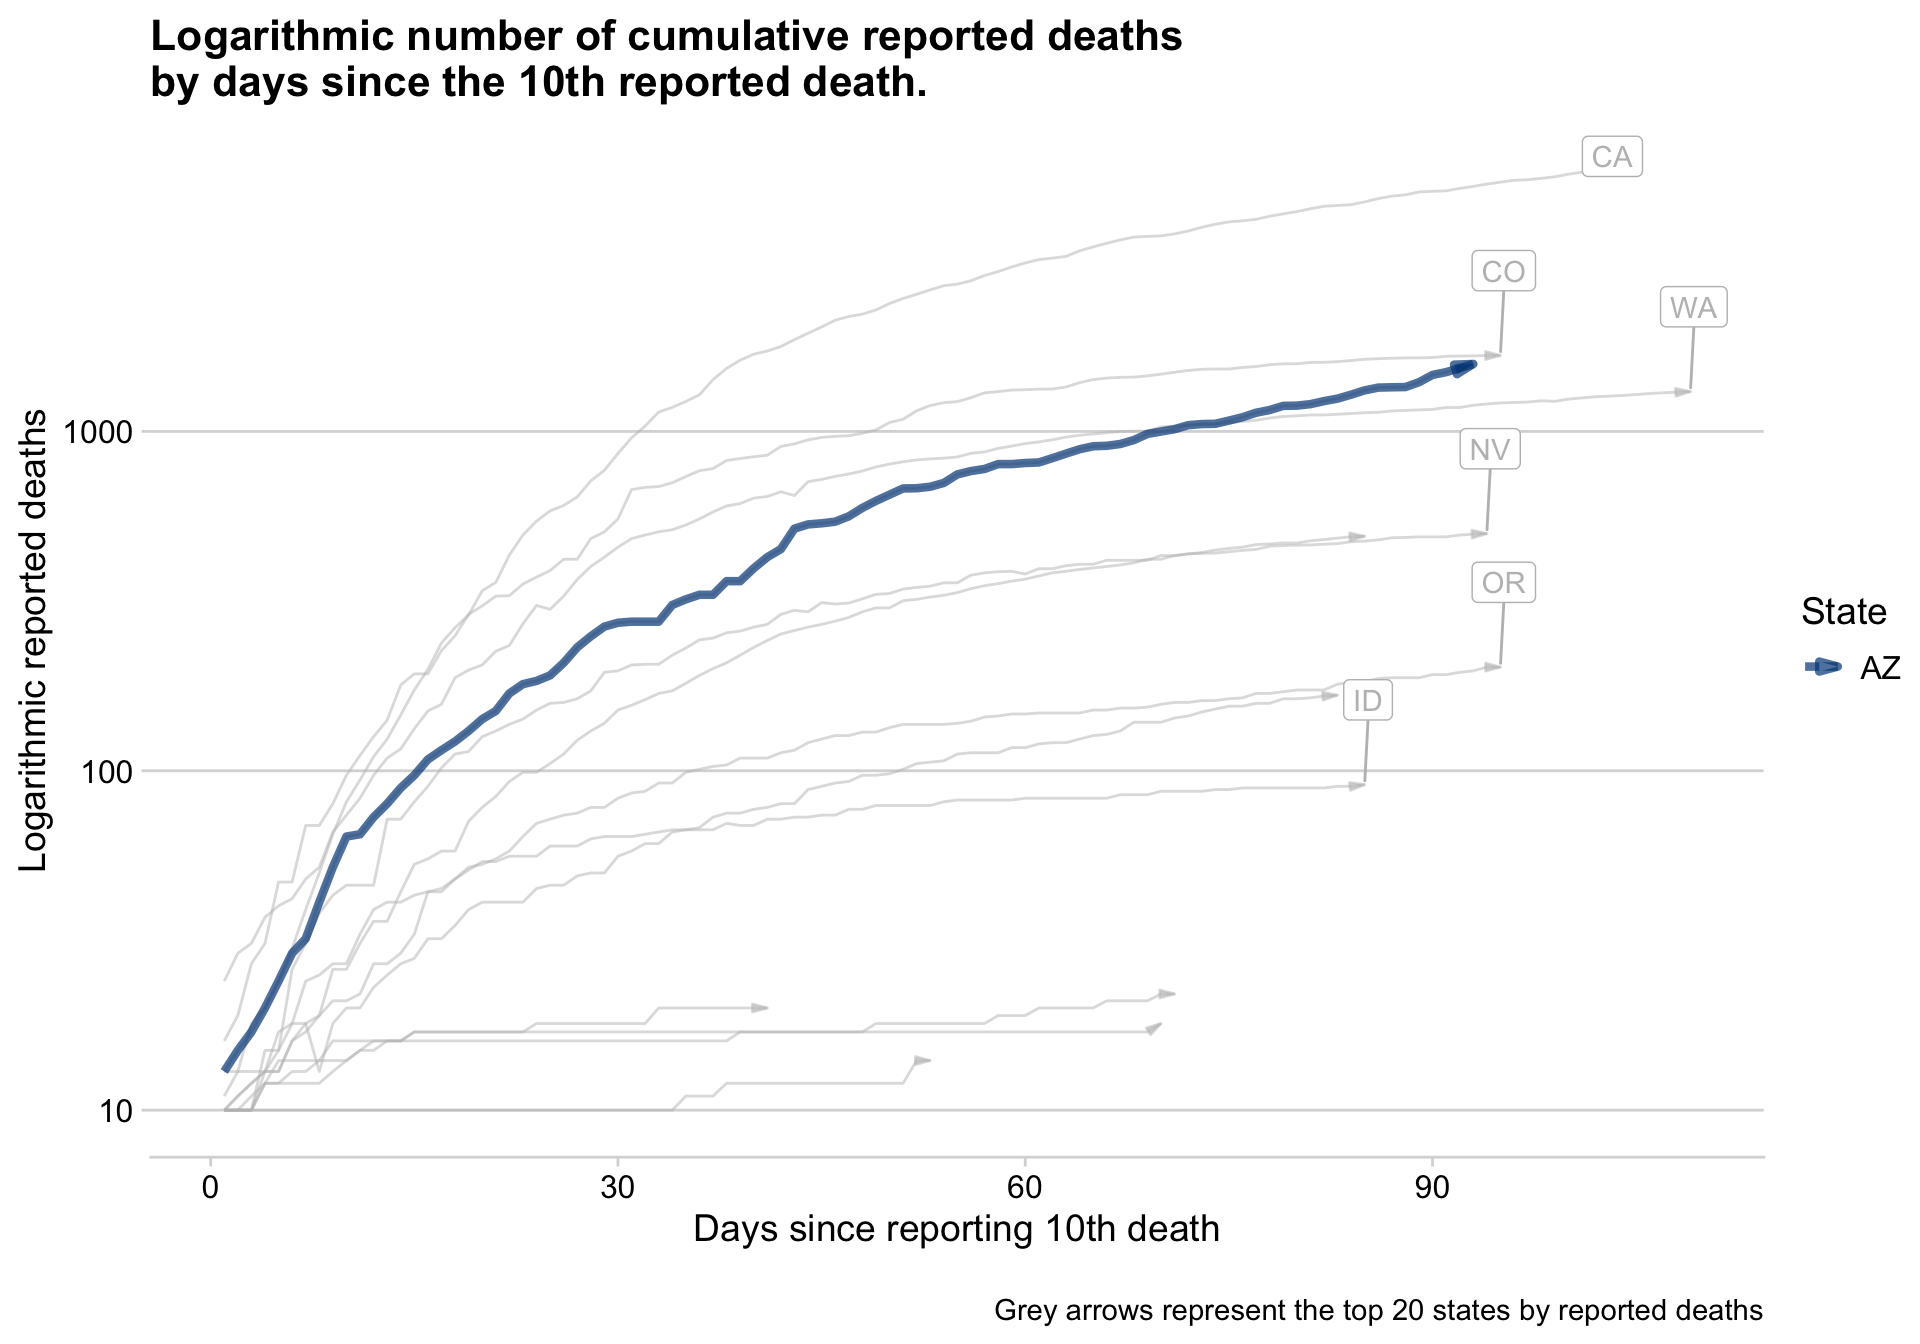 Logarithmic number of cumulative reported deaths
by days since the 10th reported death.
CA
CO
WA
NV
OR
ID
1000
100
10
Logarithmic reported deaths
0 30 60 90
Days since reporting 10th death
State
AZ
Grey arrows represent the top 20 states by reported deaths